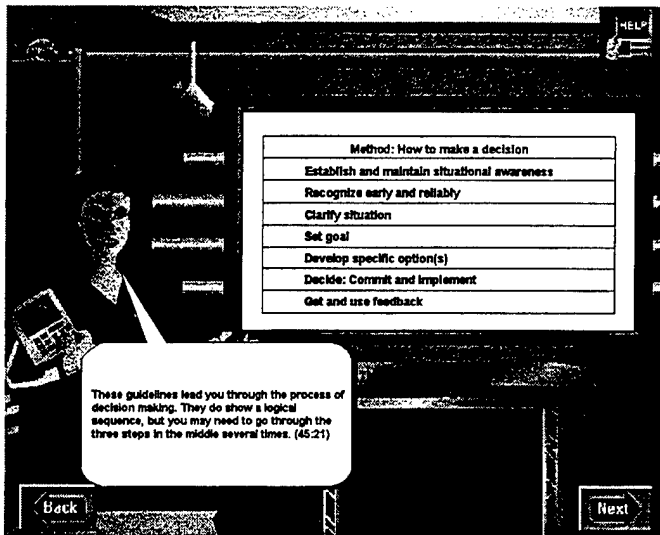 HELP
Method: How to make a decision
Establish and maintain situational awareness
Recognize early and reliably
Clarify situation
Set goal
Develop specific option(s)
Decide: Commit and implement
Get and use feedback
These guidelines lead you through the process of
decision making. They do show a logical
sequence, but you may need to go through the
three steps in the middle several times. (45:21)
Back
Next